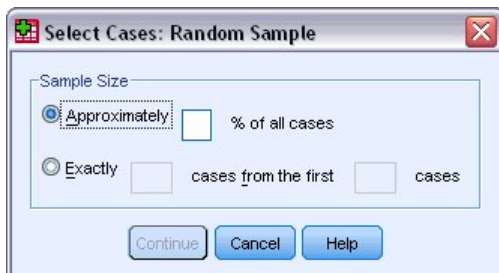 Select Cases: Random Sample
Sample Size
Approximately % of all cases
Exactly cases from the first cases
Continue Cancel Help